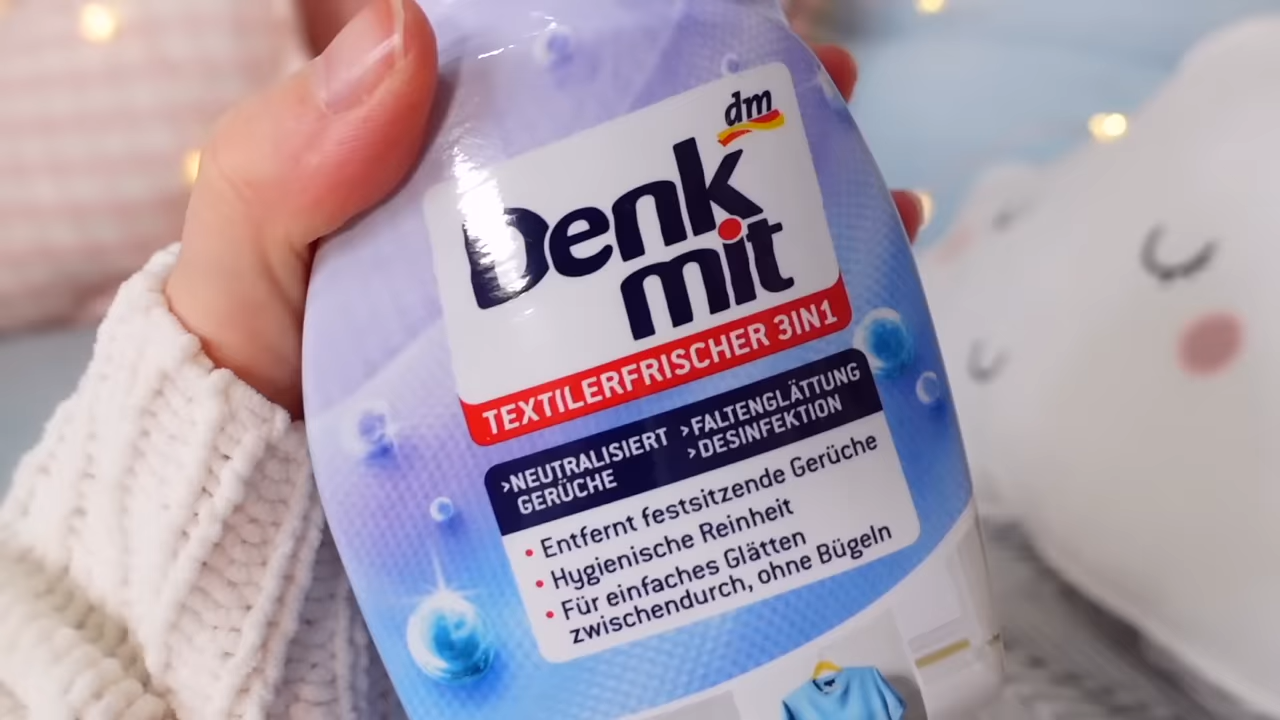 dm
Denk
mit
TEXTILERFRISCHER 3IN1
>NEUTRALISIERT
GERÜCHE
>FALTENGLÄTTUNG
>DESINFEKTION
• Entfernt festsitzende Gerüche
• Hygienische Reinheit
• Für einfaches Glätten
zwischendurch, ohne Bügeln